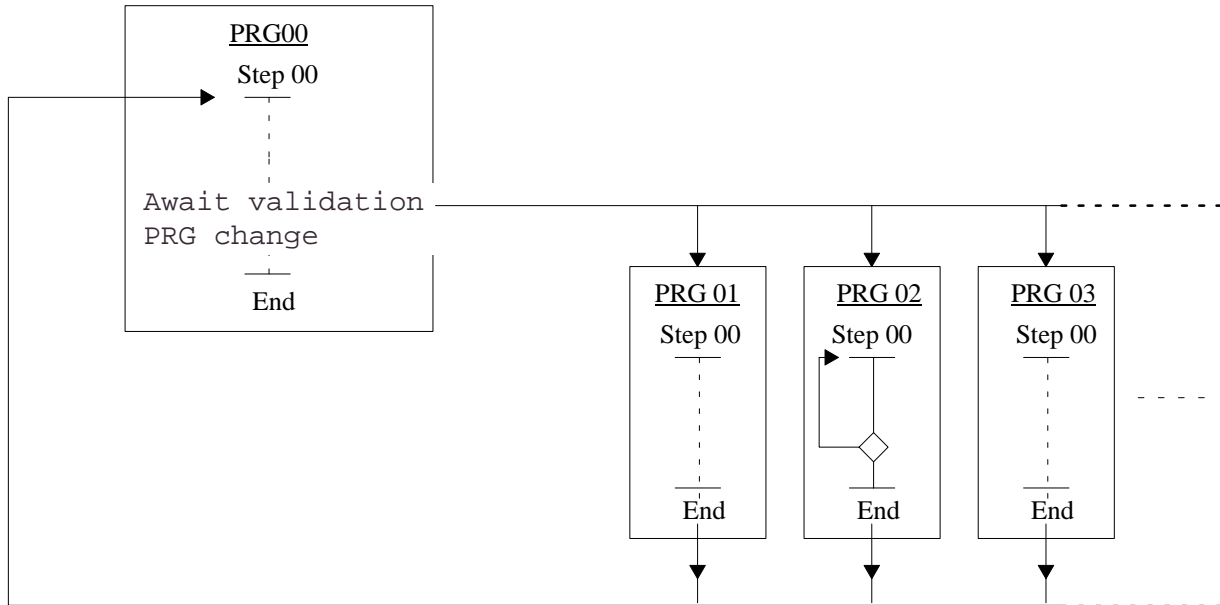 PRG00
Step 00
Await validation
PRG change
End
PRG 01
Step 00
End
PRG 02
Step 00
End
PRG 03
Step 00
End